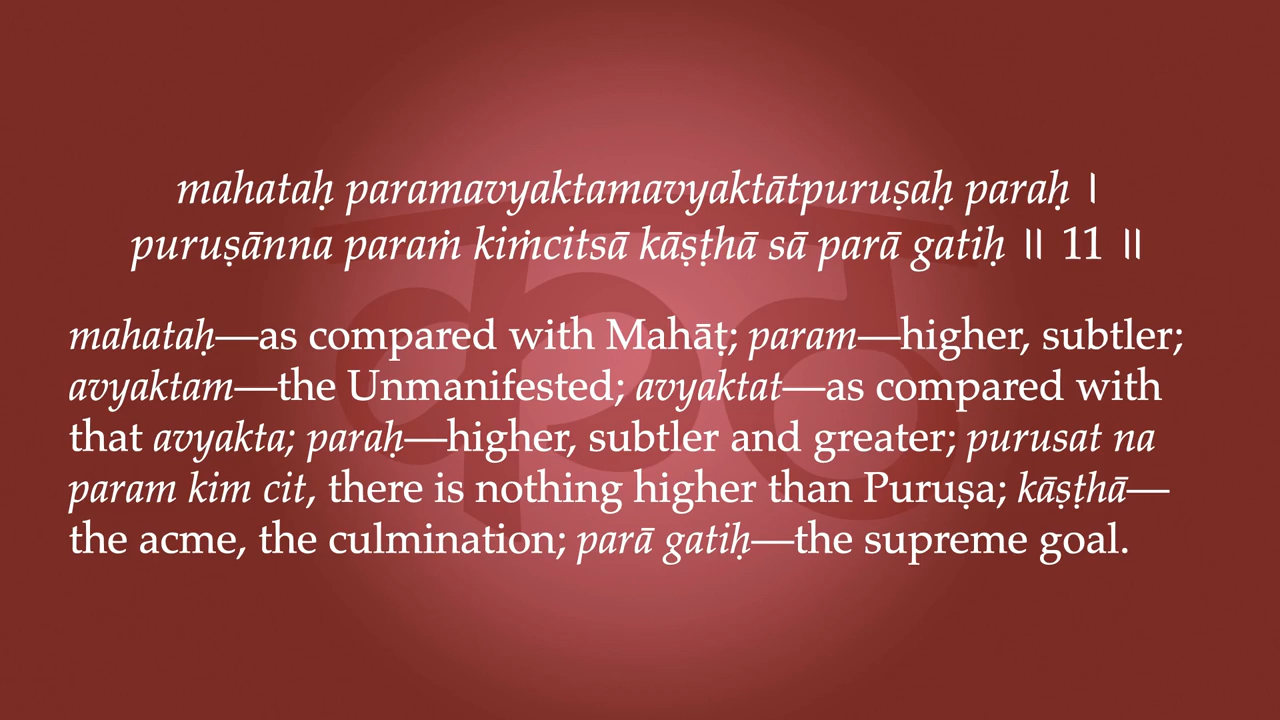 mahataḥ paramavyaktamavyaktātpuruṣaḥ paraḥ ।
puruṣānna paraṁ kiṁcitsā kāṣṭhā sā parā gatiḥ ॥ 11 ॥
mahataḥ—as compared with Mahāṭ; param—higher, subtler;
avyaktam—the Unmanifested; avyaktat—as compared with
that avyakta; paraḥ—higher, subtler and greater; purusat na
param kim cit, there is nothing higher than Puruṣa; kāṣṭhā—
the acme, the culmination; parā gatiḥ—the supreme goal.